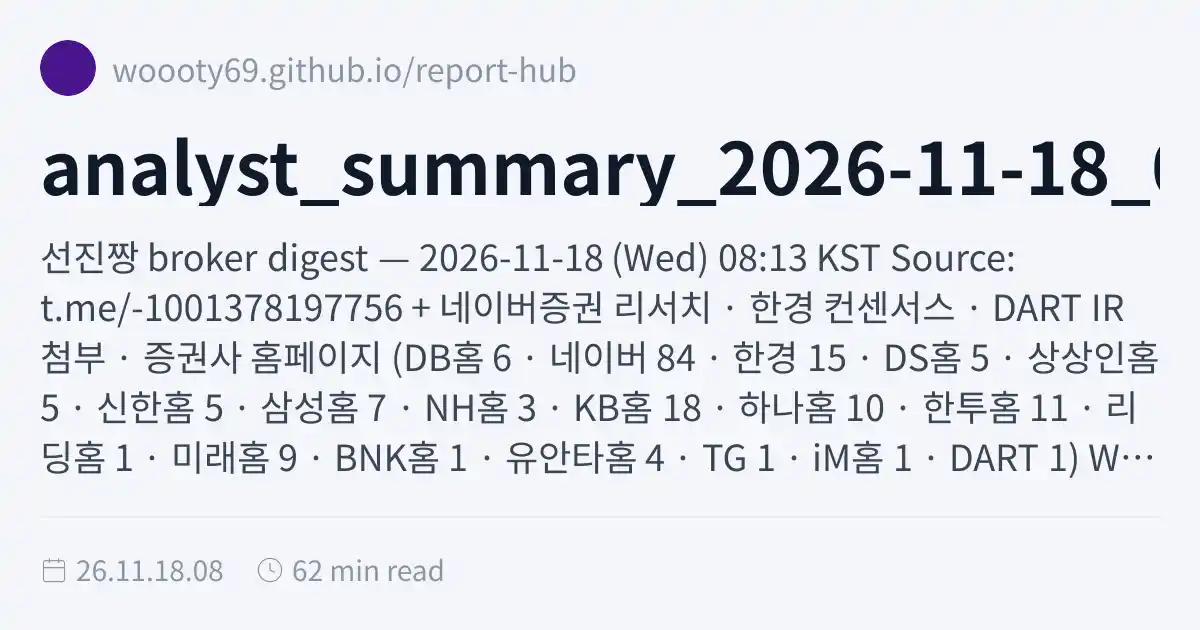 woooty69.github.io/report-hub
analyst_summary_2026-11-18_
선진짱 broker digest — 2026-11-18 (Wed) 08:13 KST Source:
t.me/-1001378197756 + 네이버증권 리서치 · 한경 컨센서스 · DART IR
첨부 · 증권사 홈페이지 (DB홈 6 · 네이버 84 · 한경 15 · DS홈 5 · 상상인홈
5 · 신한홈 5 · 삼성홈 7 · NH홈 3 · KB홈 18 · 하나홈 10 · 한투홈 11 · 리
딩홈 1 · 미래홈 9 · BNK홈 1 · 유안타홈 4 · TG 1 · iM홈 1 · DART 1) W…
26.11.18.08 62 min read